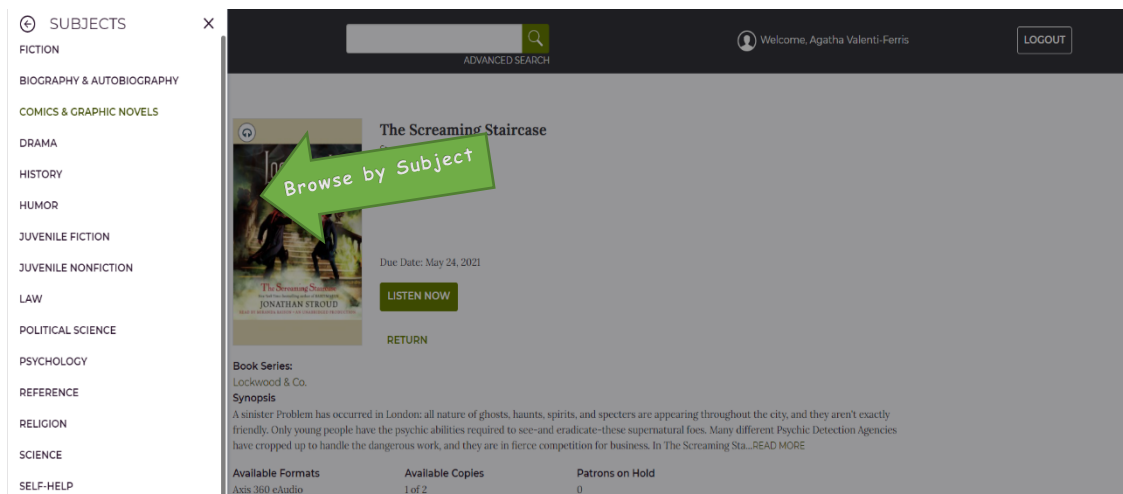 SUBJECTS
FICTION
BIOGRAPHY & AUTOBIOGRAPHY
COMICS & GRAPHIC NOVELS
DRAMA
HISTORY
HUMOR
JUVENILE FICTION
JUVENILE NONFICTION
LAW
POLITICAL SCIENCE
PSYCHOLOGY
REFERENCE
RELIGION
SCIENCE
SELF-HELP
ADVANCED SEARCH
Welcome, Agatha Valenti-Ferris
LOGOUT
The Screaming Staircase
Browse by Subject
The Screaming Staircase
JONATHAN STROUD
Due Date: May 24, 2021
LISTEN NOW
RETURN
Book Series:
Lockwood & Co.
Synopsis
A sinister Problem has occurred in London: all nature of ghosts, haunts, spirits, and specters are appearing throughout the city, and they aren't exactly
friendly. Only young people have the psychic abilities required to see-and eradicate-these supernatural foes. Many different Psychic Detection Agencies
have cropped up to handle the dangerous work, and they are in fierce competition for business. In The Screaming Sta...READ MORE
Available Formats
Axis 360 eAudio
Available Copies
1 of 2
Patrons on Hold
0